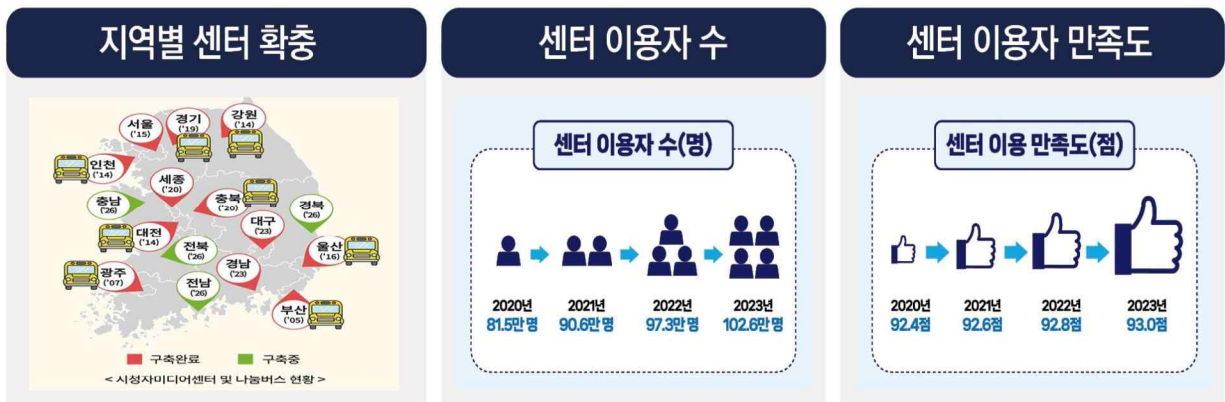 지역별 센터 확충
서울
('15)
경기
('19)
강원
('14)
인천
('14)
세종
('20)
충북
('20)
경북
('26)
충남
('26)
대구
('23)
대전
('14)
전북
('26)
울산
('16)
광주
('07)
경남
('23)
전남
('26)
부산
('05)
구축완료 구축중
< 시청자미디어센터 및 나눔버스 현황 >
센터 이용자 수
센터 이용자 수(명)
2020년 2021년 2022년 2023년
81.5만 명 90.6만 명 97.3만 명 102.6만 명
센터 이용자 만족도
센터 이용 만족도(점)
2020년 2021년 2022년 2023년
92.4점 92.6점 92.8점 93.0점